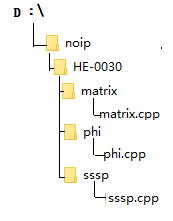 D:\
noip
HE-0030
matrix
matrix.cpp
phi
phi.cpp
sssp
sssp.cpp